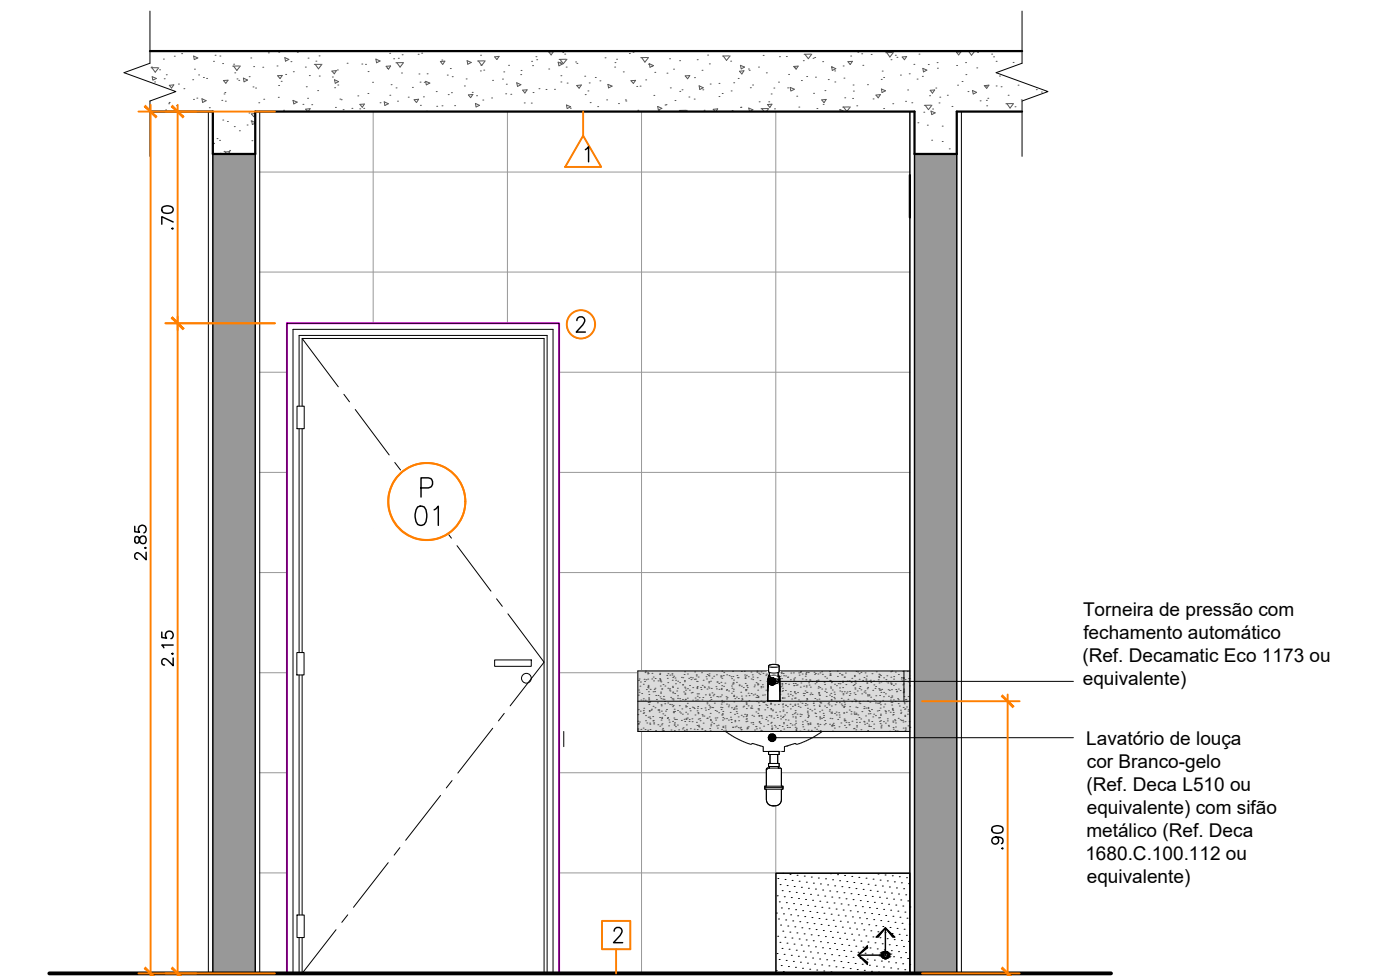 1
.70
2
P
01
2.85
2.15
Torneira de pressão com
fechamento automático
(Ref. Decamatic Eco 1173 ou
equivalente)
Lavatório de louça
cor Branco-gelo
(Ref. Deca L510 ou
equivalente) com sifão
metálico (Ref. Deca
1680.C.100.112 ou
equivalente)
.90
2